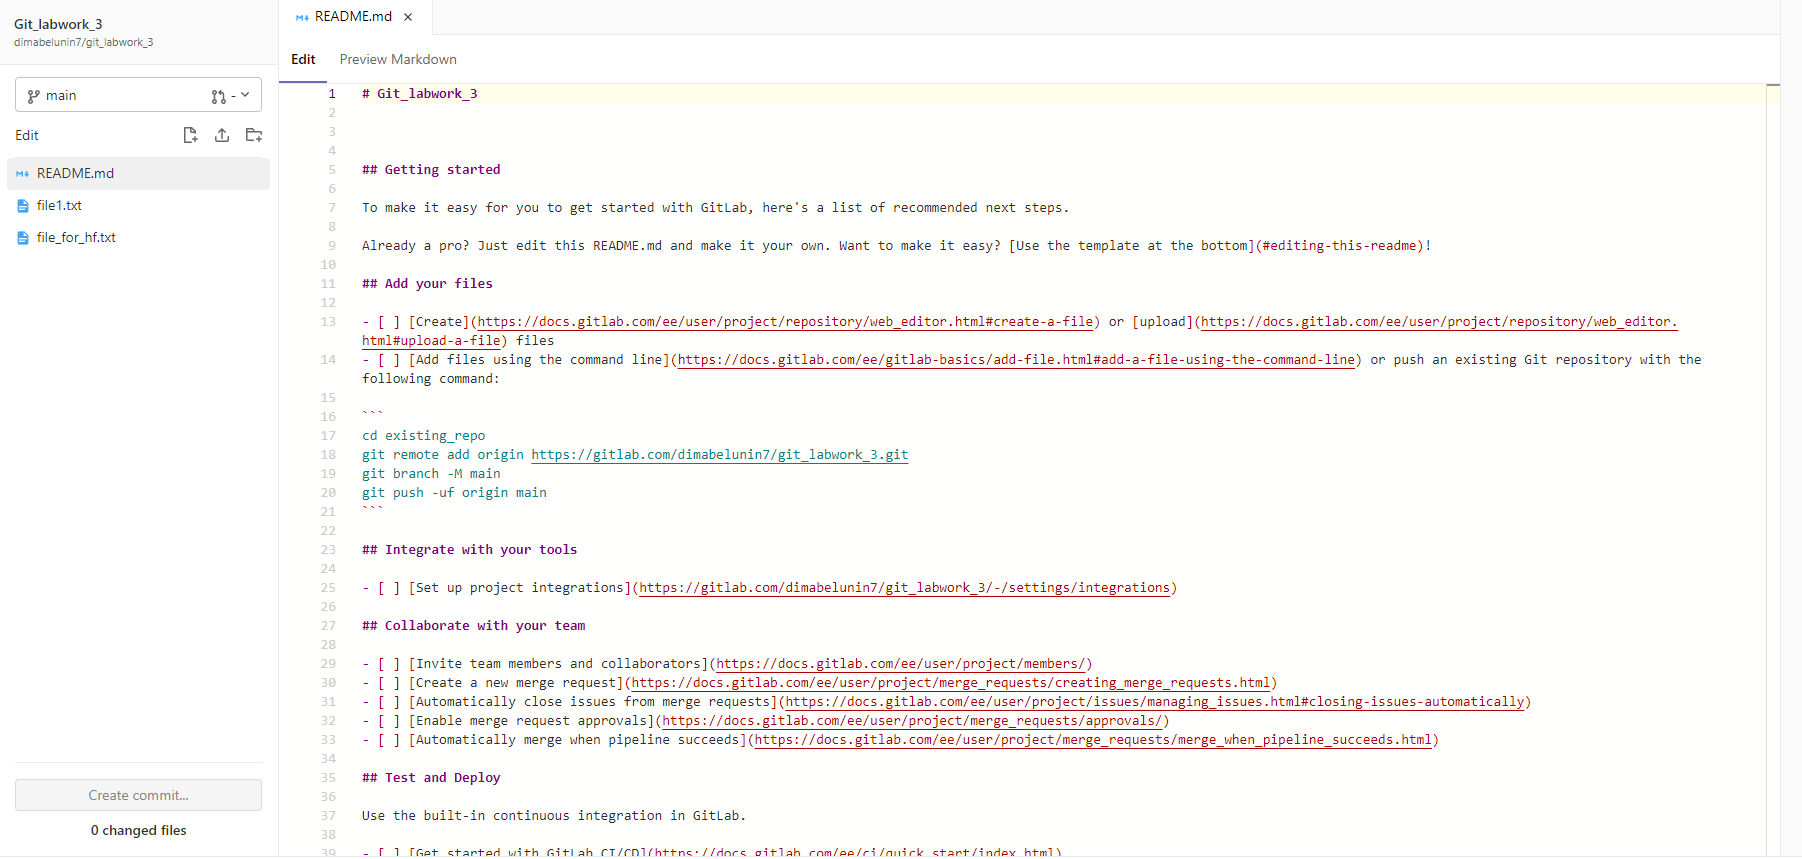 Git_labwork_3
dimabelunin7/git_labwork_3
main
-
Edit
README.md
file1.txt
file_for_hf.txt
Create commit...
0 changed files
README.md ×
Edit Preview Markdown
1 # Git_labwork_3
2
3
4
5 ## Getting started
6
7 To make it easy for you to get started with GitLab, here's a list of recommended next steps.
8
9 Already a pro? Just edit this README.md and make it your own. Want to make it easy? [Use the template at the bottom](#editing-this-readme)!
10
11 ## Add your files
12
13 - [ ] [Create](https://docs.gitlab.com/ee/user/project/repository/web_editor.html#create-a-file) or [upload](https://docs.gitlab.com/ee/user/project/repository/web_editor.
html#upload-a-file) files
14 - [ ] [Add files using the command line](https://docs.gitlab.com/ee/gitlab-basics/add-file.html#add-a-file-using-the-command-line) or push an existing Git repository with the
following command:
15
16 ```
17 cd existing_repo
18 git remote add origin https://gitlab.com/dimabelunin7/git_labwork_3.git
19 git branch -M main
20 git push -uf origin main
21 ```
22
23 ## Integrate with your tools
24
25 - [ ] [Set up project integrations](https://gitlab.com/dimabelunin7/git_labwork_3/-/settings/integrations)
26
27 ## Collaborate with your team
28
29 - [ ] [Invite team members and collaborators](https://docs.gitlab.com/ee/user/project/members/)
30 - [ ] [Create a new merge request](https://docs.gitlab.com/ee/user/project/merge_requests/creating_merge_requests.html)
31 - [ ] [Automatically close issues from merge requests](https://docs.gitlab.com/ee/user/project/issues/managing_issues.html#closing-issues-automatically)
32 - [ ] [Enable merge request approvals](https://docs.gitlab.com/ee/user/project/merge_requests/approvals/)
33 - [ ] [Automatically merge when pipeline succeeds](https://docs.gitlab.com/ee/user/project/merge_requests/merge_when_pipeline_succeeds.html)
34
35 ## Test and Deploy
36
37 Use the built-in continuous integration in GitLab.
38
39 - [ ] [Get started with GitLab CI/CD](https://docs.gitlab.com/ee/ci/quick_start/index.html)